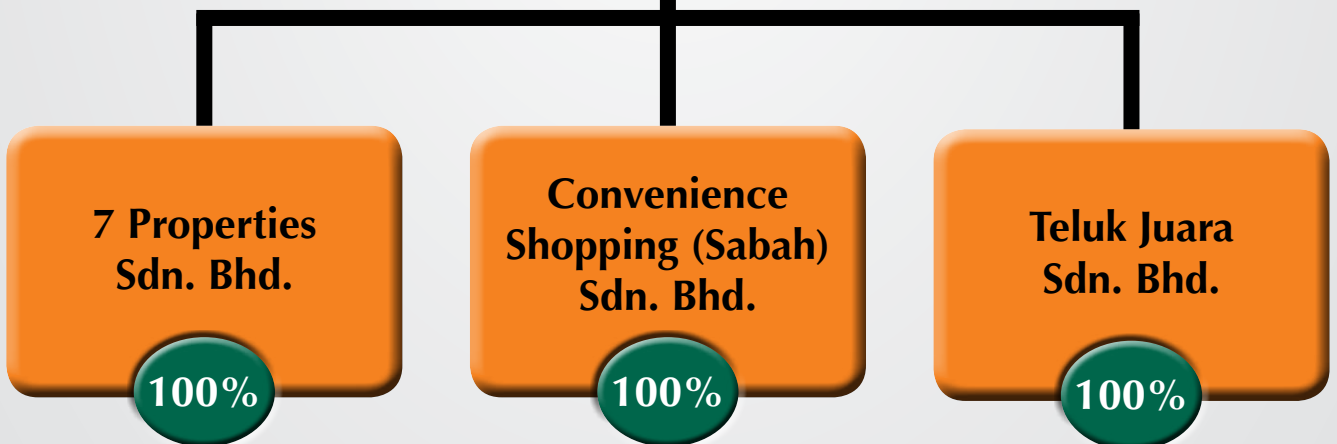 7 Properties
Sdn. Bhd.
100%
Convenience
Shopping (Sabah)
Sdn. Bhd.
100%
Teluk Juara
Sdn. Bhd.
100%